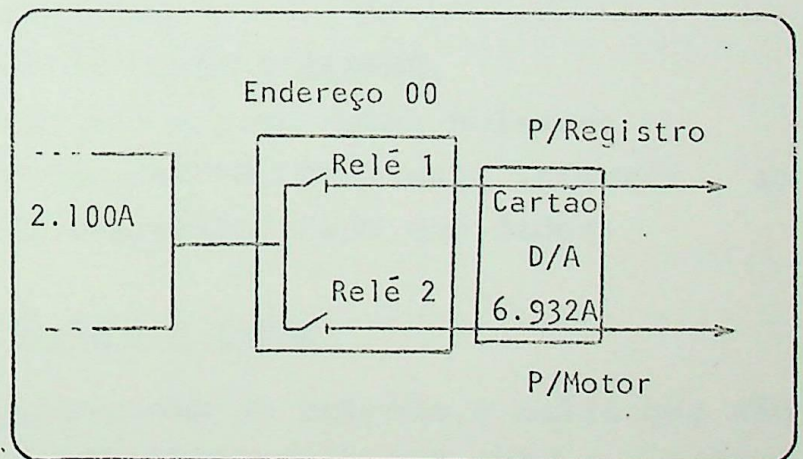 Endereço 00
P/Registro
Relé 1
2.100A
Cartão
D/A
Relé 2
6.932A
P/Motor